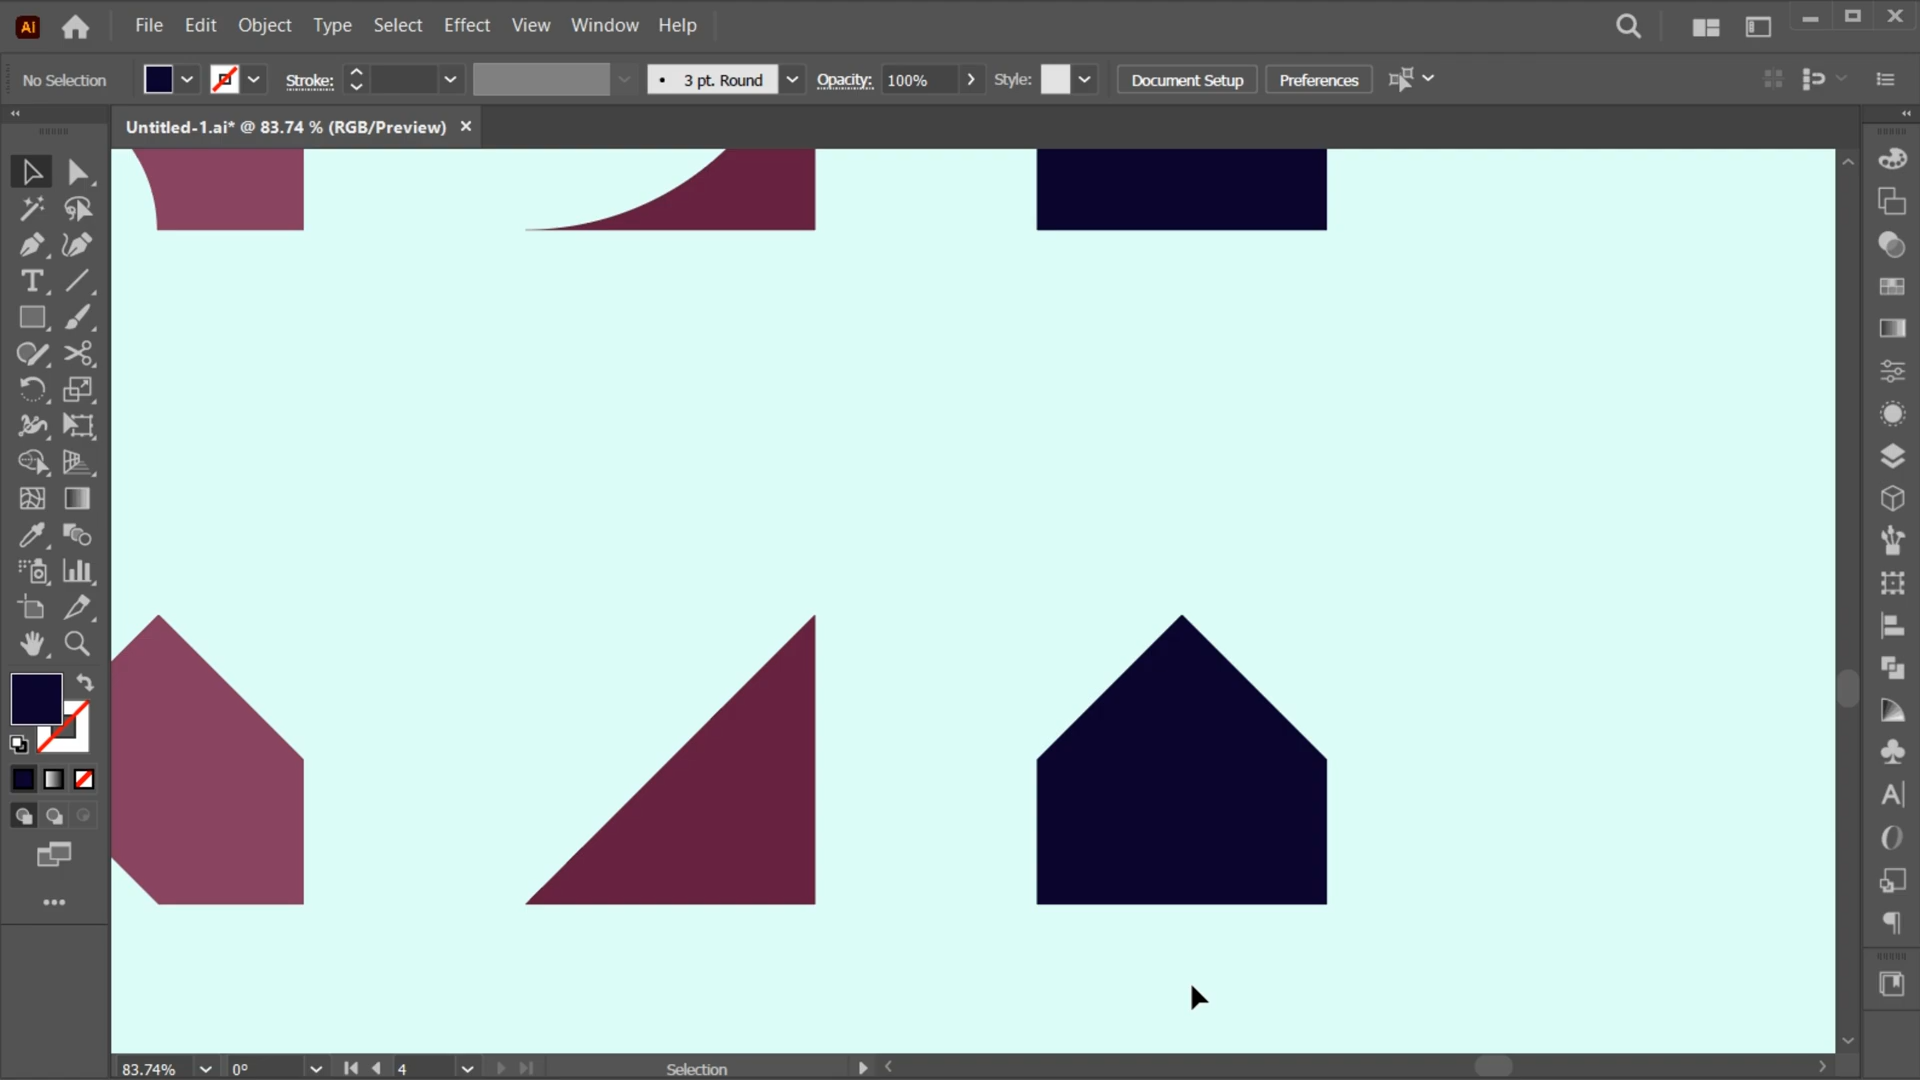 Ai File Edit Object Type Select Effect View Window Help
No Selection Stroke: 3 pt. Round Opacity: 100% Style: Document Setup Preferences
Untitled-1.ai* @ 83.74 % (RGB/Preview)
83.74% 0° 4 Selection